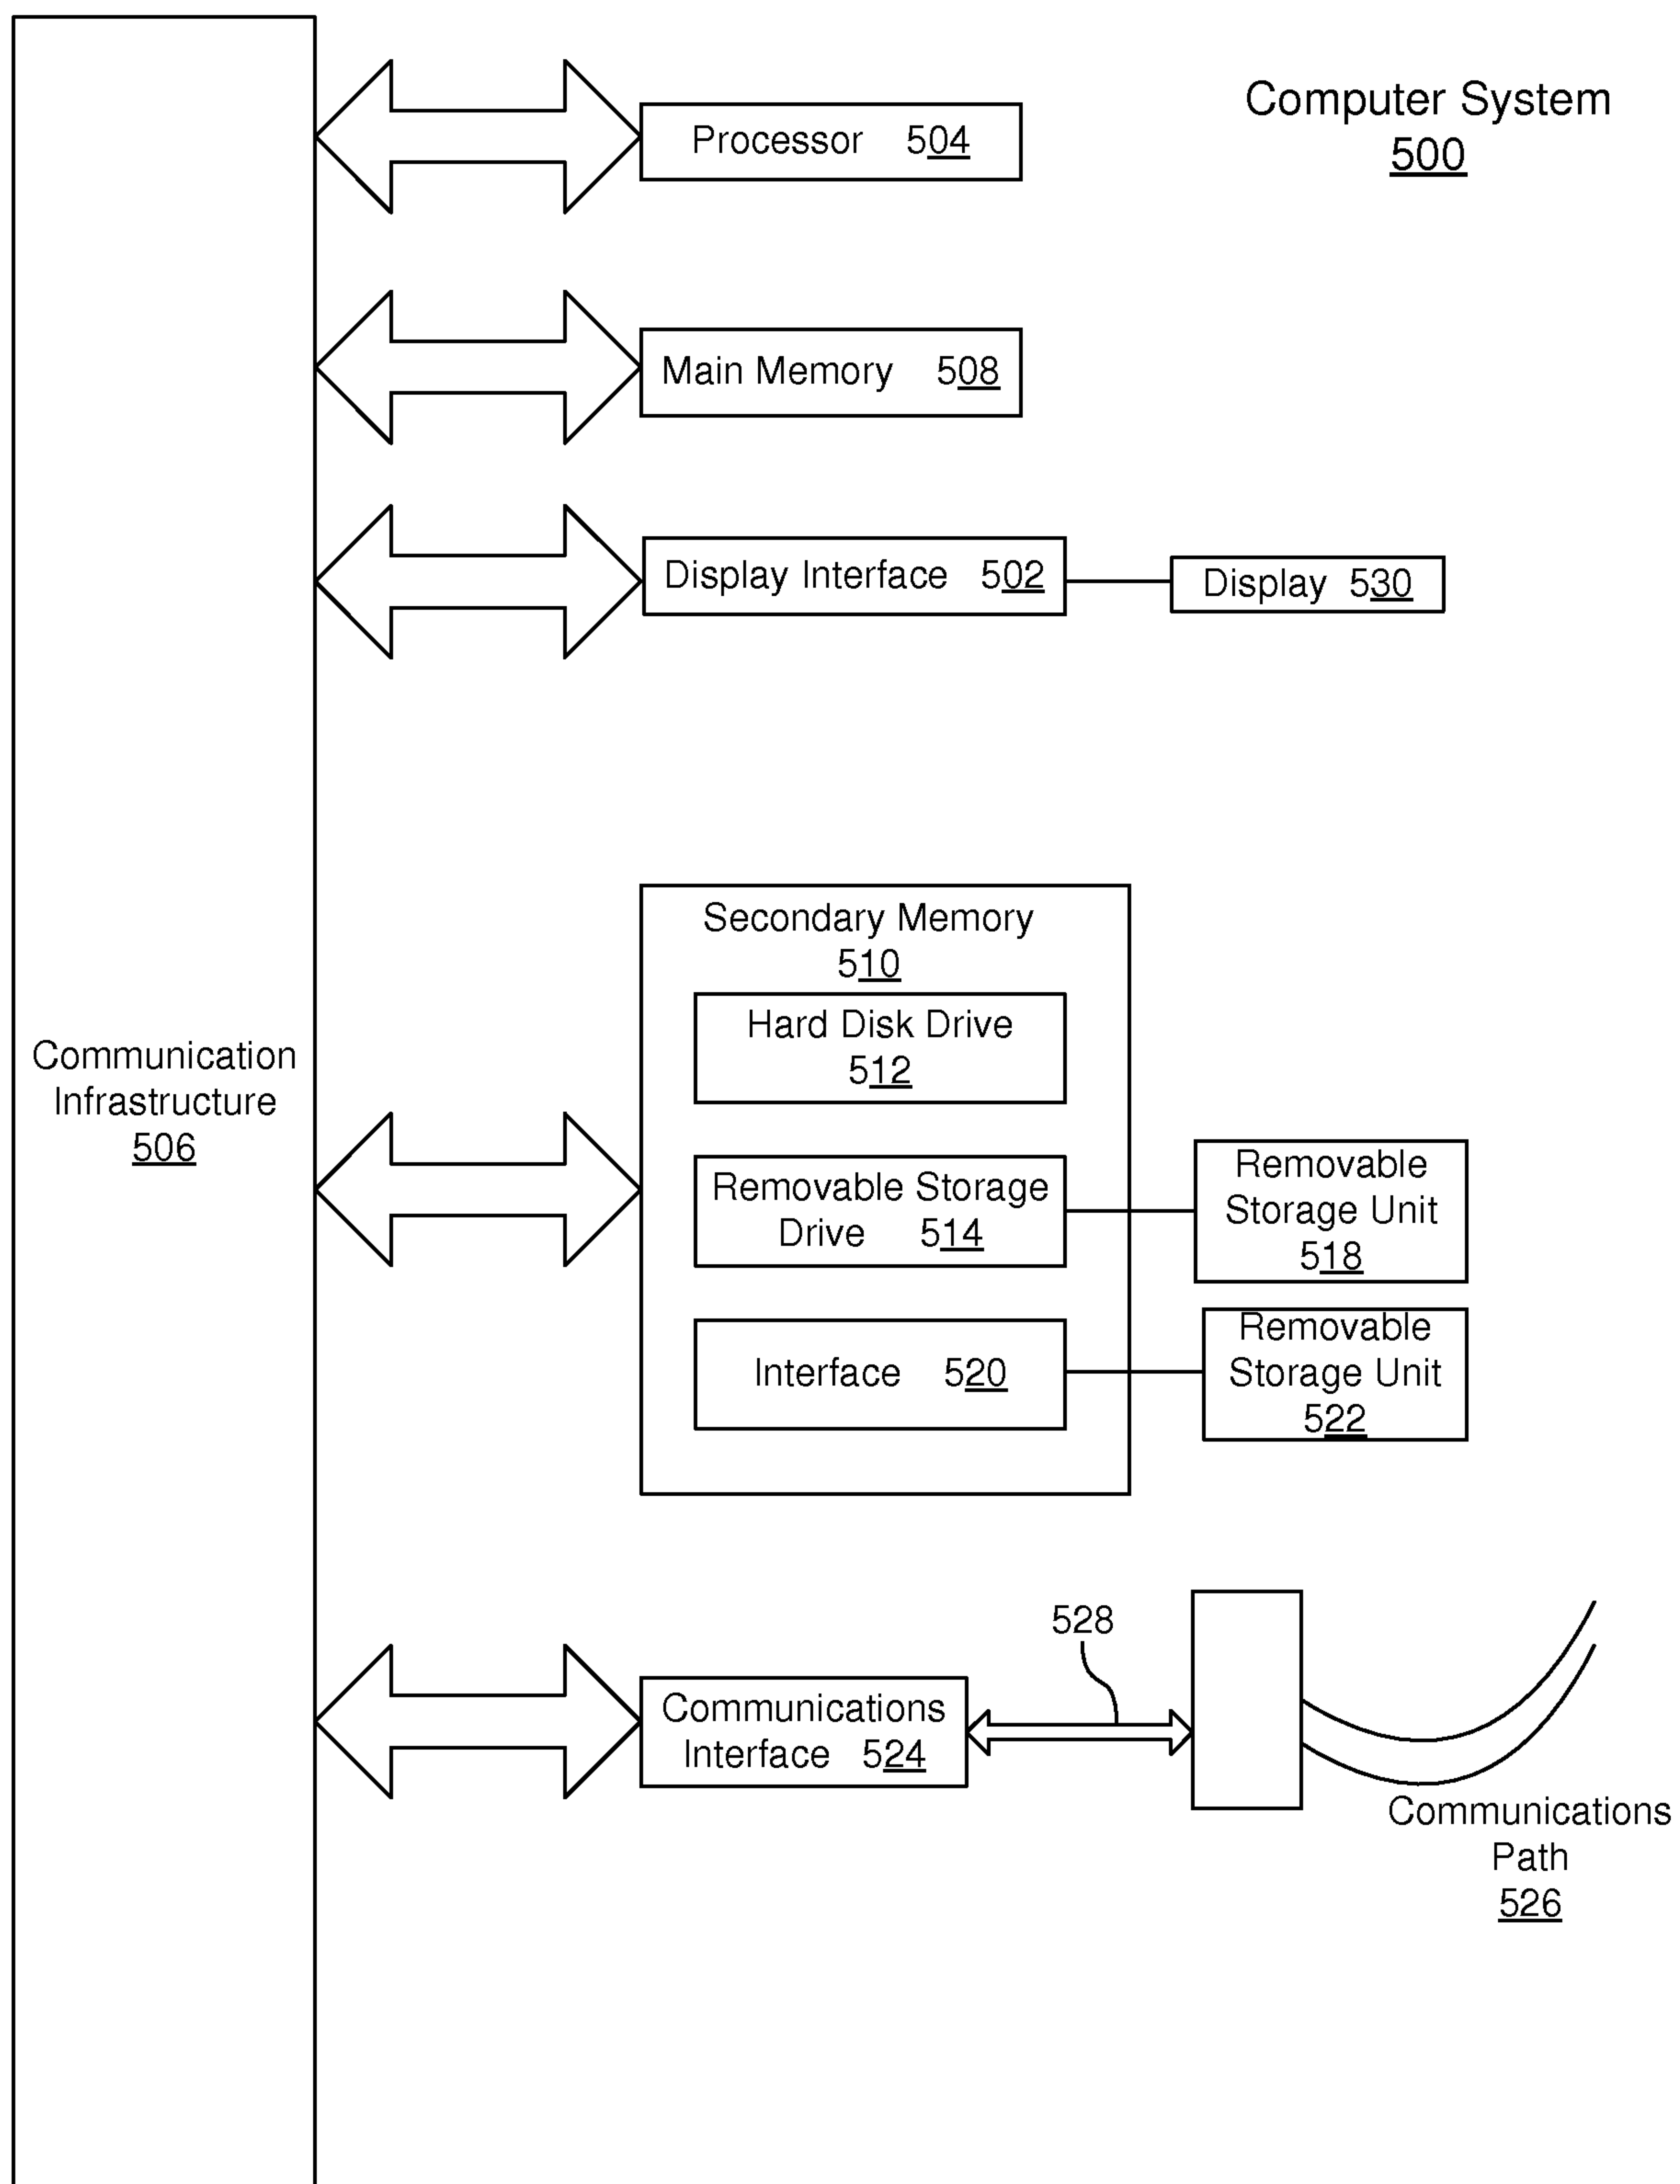 Computer System
500
Processor 504
Main Memory 508
Display Interface 502
Display 530
Communication
Infrastructure
506
Secondary Memory
510
Hard Disk Drive
512
Removable Storage
Drive 514
Removable
Storage Unit
518
Interface 520
Removable
Storage Unit
522
528
Communications
Interface 524
Communications
Path
526